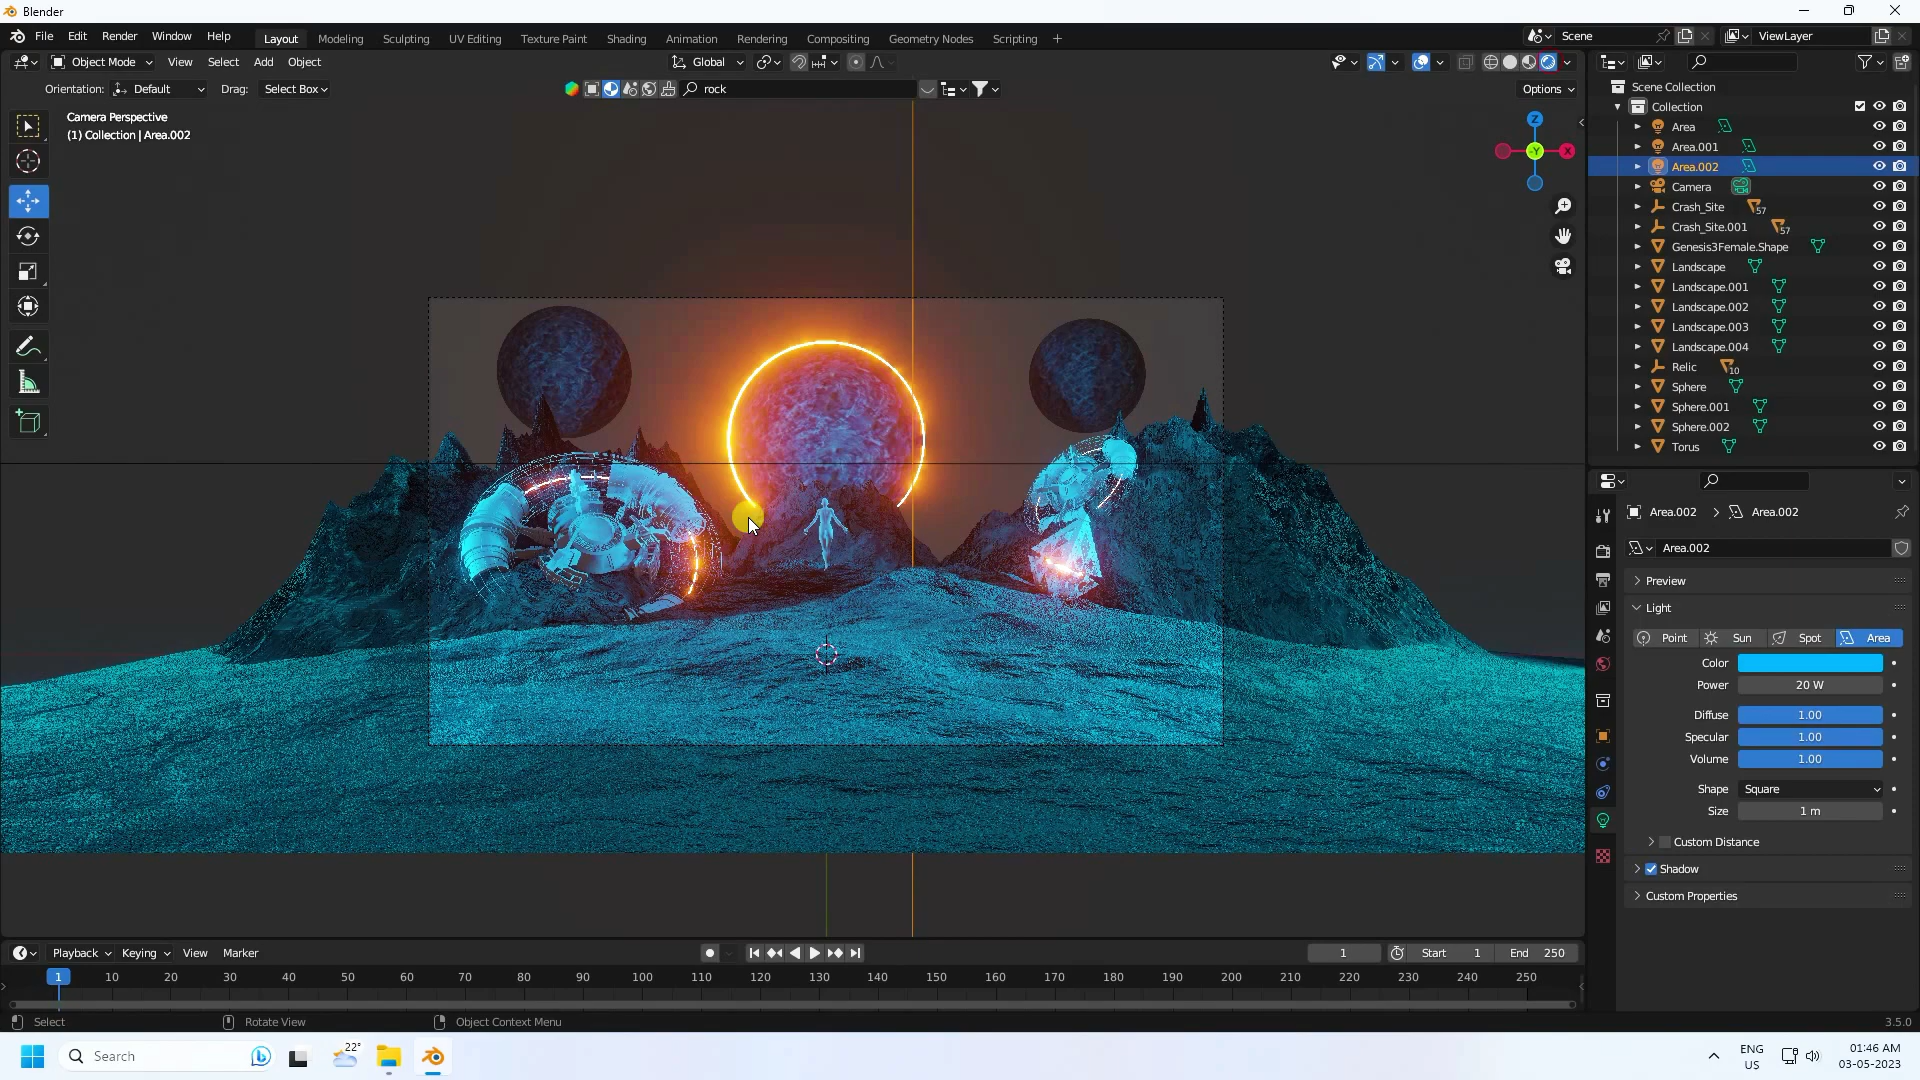 Blender
File Edit Render Window Help
Layout Modeling Sculpting UV Editing Texture Paint Shading Animation Rendering Compositing Geometry Nodes Scripting +
Scene
ViewLayer
Object Mode View Select Add Object
Global
Orientation: Default Drag: Select Box
rock
Options
Camera Perspective
(1) Collection | Area.002
Z
X
-Y
Scene Collection
Collection
Area
Area.001
Area.002
Camera
Crash_Site 57
Crash_Site.001 57
Genesis3Female.Shape
Landscape
Landscape.001
Landscape.002
Landscape.003
Landscape.004
Relic 10
Sphere
Sphere.001
Sphere.002
Torus
Area.002 > Area.002
Area.002
Preview
Light
Point Sun Spot Area
Color
Power 20 W
Diffuse 1.00
Specular 1.00
Volume 1.00
Shape Square
Size 1 m
Custom Distance
Shadow
Custom Properties
Playback Keying View Marker
1 Start 1 End 250
1 10 20 30 40 50 60 70 80 90 100 110 120 130 140 150 160 170 180 190 200 210 220 230 240 250
Select Rotate View Object Context Menu
3.5.0
Search
22°
ENG
US
01:46 AM
03-05-2023